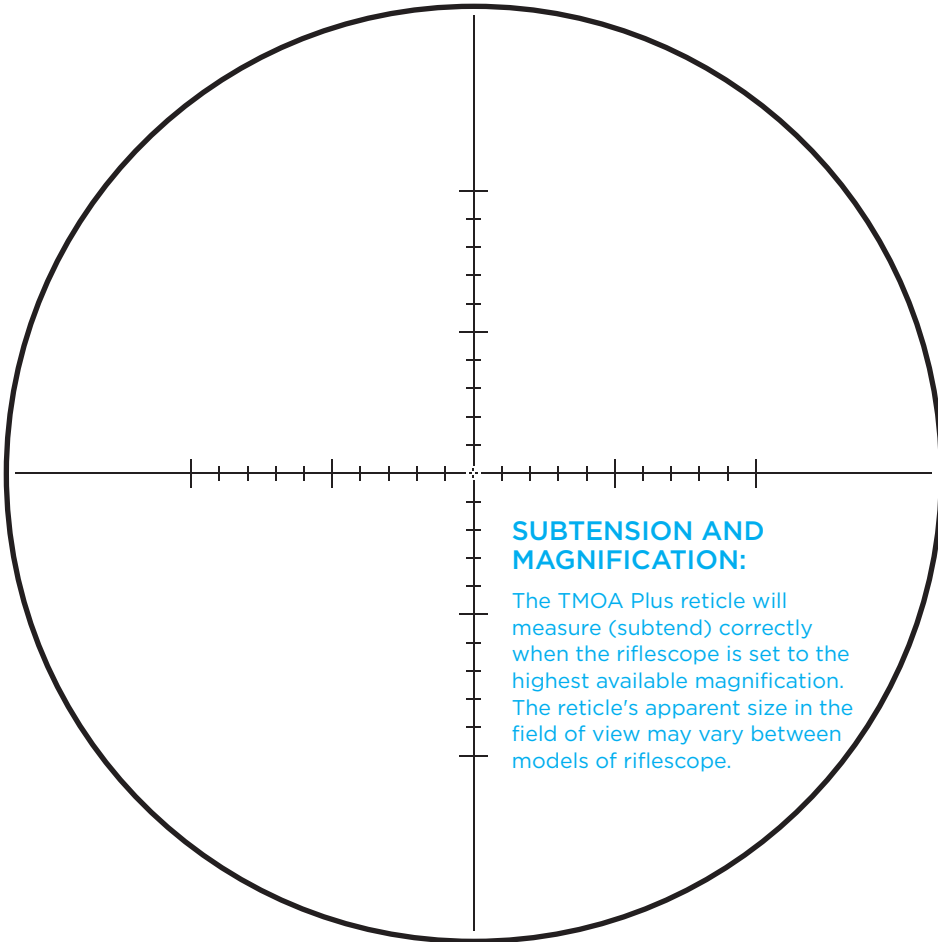 SUBTENSION AND
MAGNIFICATION:
The TMOA Plus reticle will
measure (subtend) correctly
when the riflescope is set to the
highest available magnification.
The reticle's apparent size in the
field of view may vary between
models of riflescope.